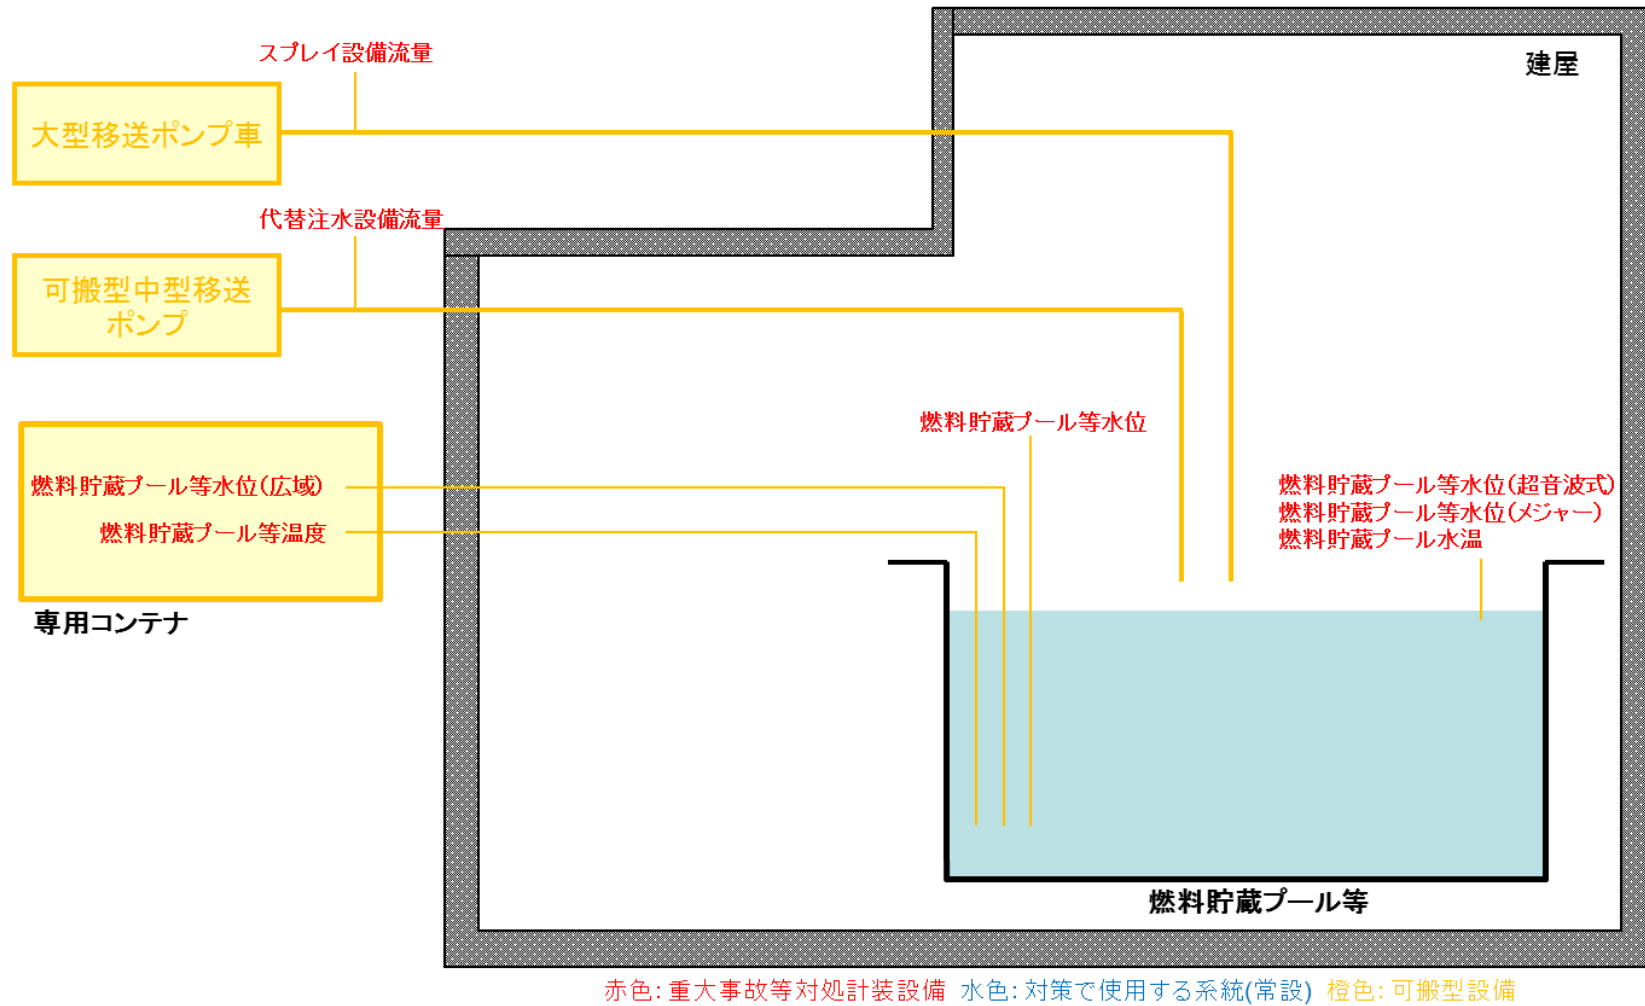 建屋
スプレイ設備流量
大型移送ポンプ車
代替注水設備流量
可搬型中型移送
ポンプ
燃料貯蔵プール等水位
燃料貯蔵プール等水位(広域)
燃料貯蔵プール等温度
専用コンテナ
燃料貯蔵プール等水位(超音波式)
燃料貯蔵プール等水位(メジャー)
燃料貯蔵プール水温
燃料貯蔵プール等
赤色:重大事故等対処計装設備 水色:対策で使用する系統(常設) 橙色:可搬型設備